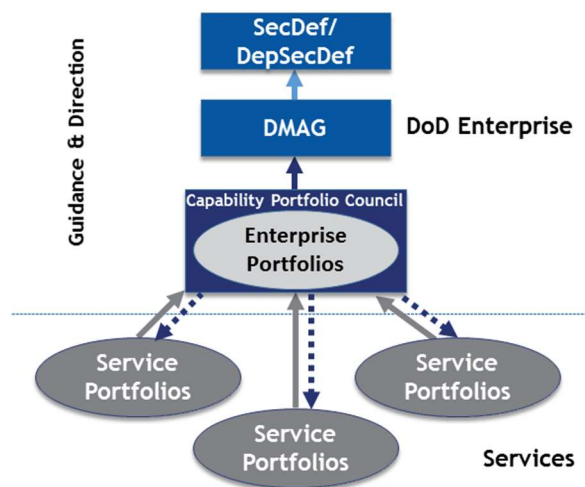 SecDef/
DepSecDef
DMAG
DoD Enterprise
Guidance & Direction
Capability Portfolio Council
Enterprise
Portfolios
Service
Portfolios
Service
Portfolios
Service
Portfolios
Services